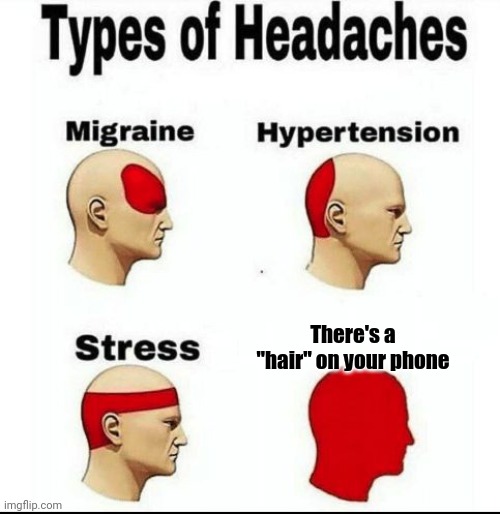 Types of Headaches
Migraine
Hypertension
Stress
There's a
"hair" on your phone
imgflip.com